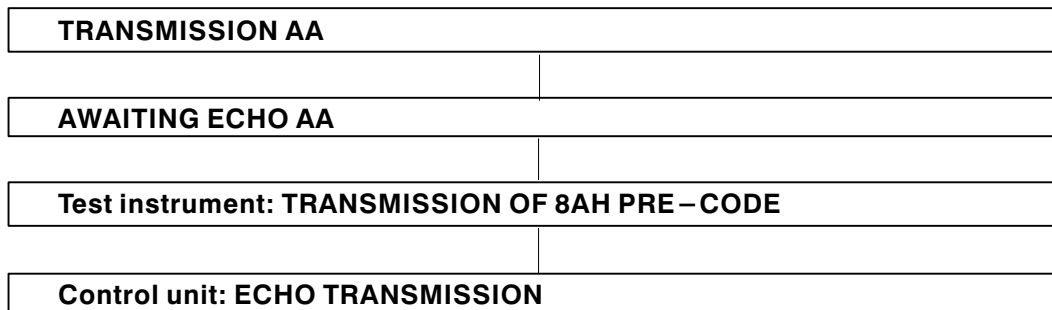 TRANSMISSION AA
AWAITING ECHO AA
Test instrument: TRANSMISSION OF 8AH PRE–CODE
Control unit: ECHO TRANSMISSION